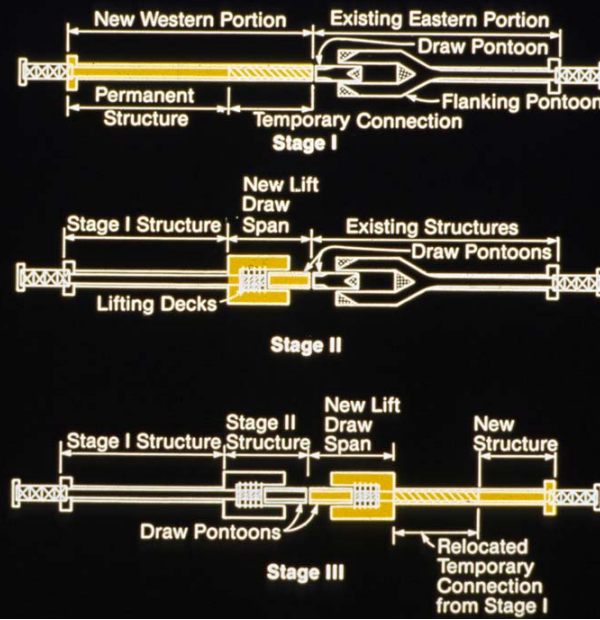 New Western Portion
Existing Eastern Portion
Draw Pontoon
Permanent
Structure
Flanking Pontoon
Temporary Connection
Stage I
New Lift
Draw
Span
Stage I Structure
Existing Structures
Draw Pontoons
Lifting Decks
Stage II
New Lift
Draw
Span
Stage II
Structure
New
Structure
Stage I Structure
Draw Pontoons
Relocated
Temporary
Connection
from Stage I
Stage III